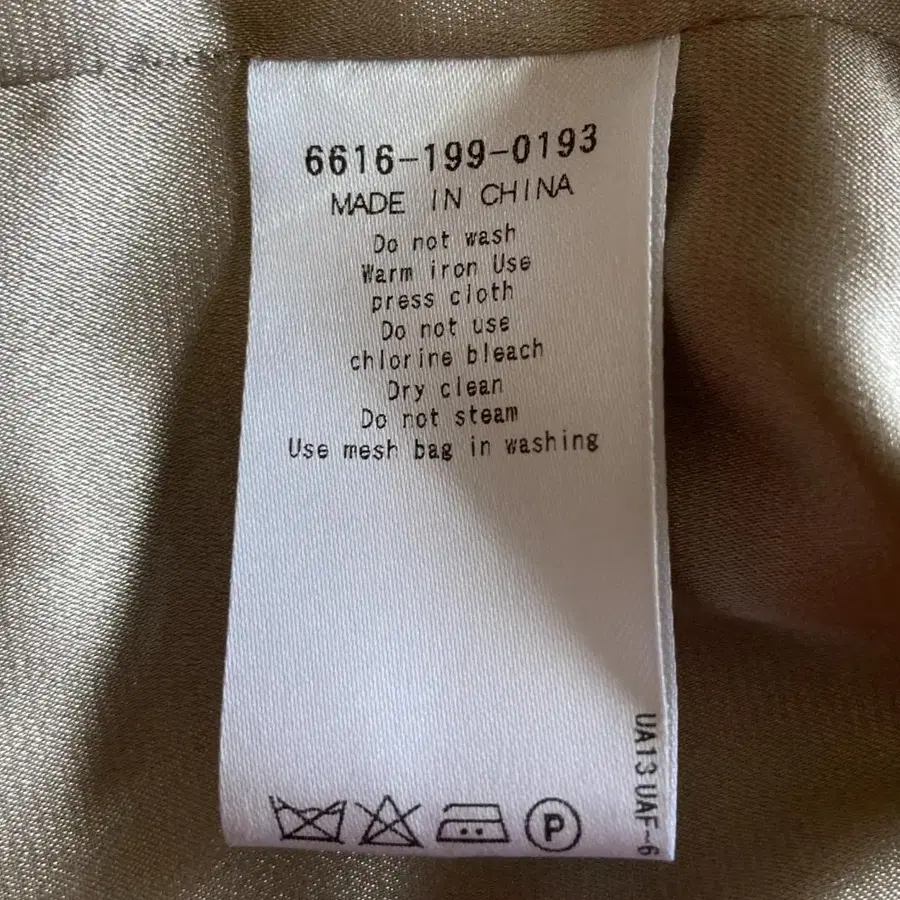 6616-199-0193
MADE IN CHINA
Do not wash
Warm iron Use
press cloth
Do not use
chlorine bleach
Dry clean
Do not steam
Use mesh bag in washing
UA13UAF-6
P